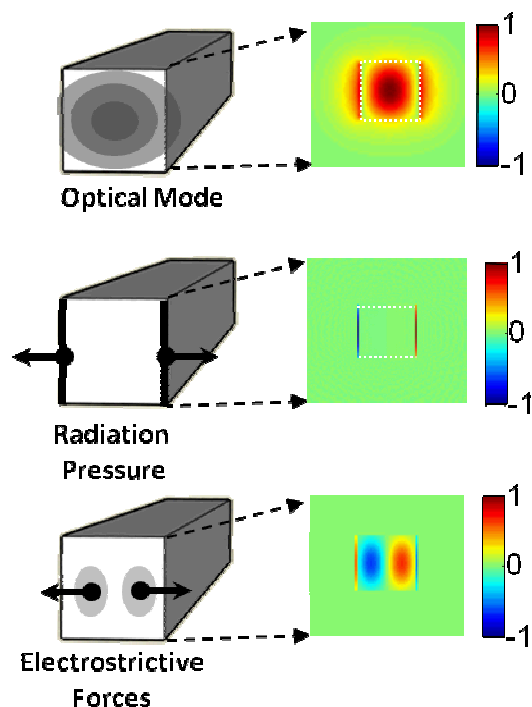 1
0
-1
Optical Mode
1
0
-1
Radiation
Pressure
1
0
-1
Electrostrictive
Forces